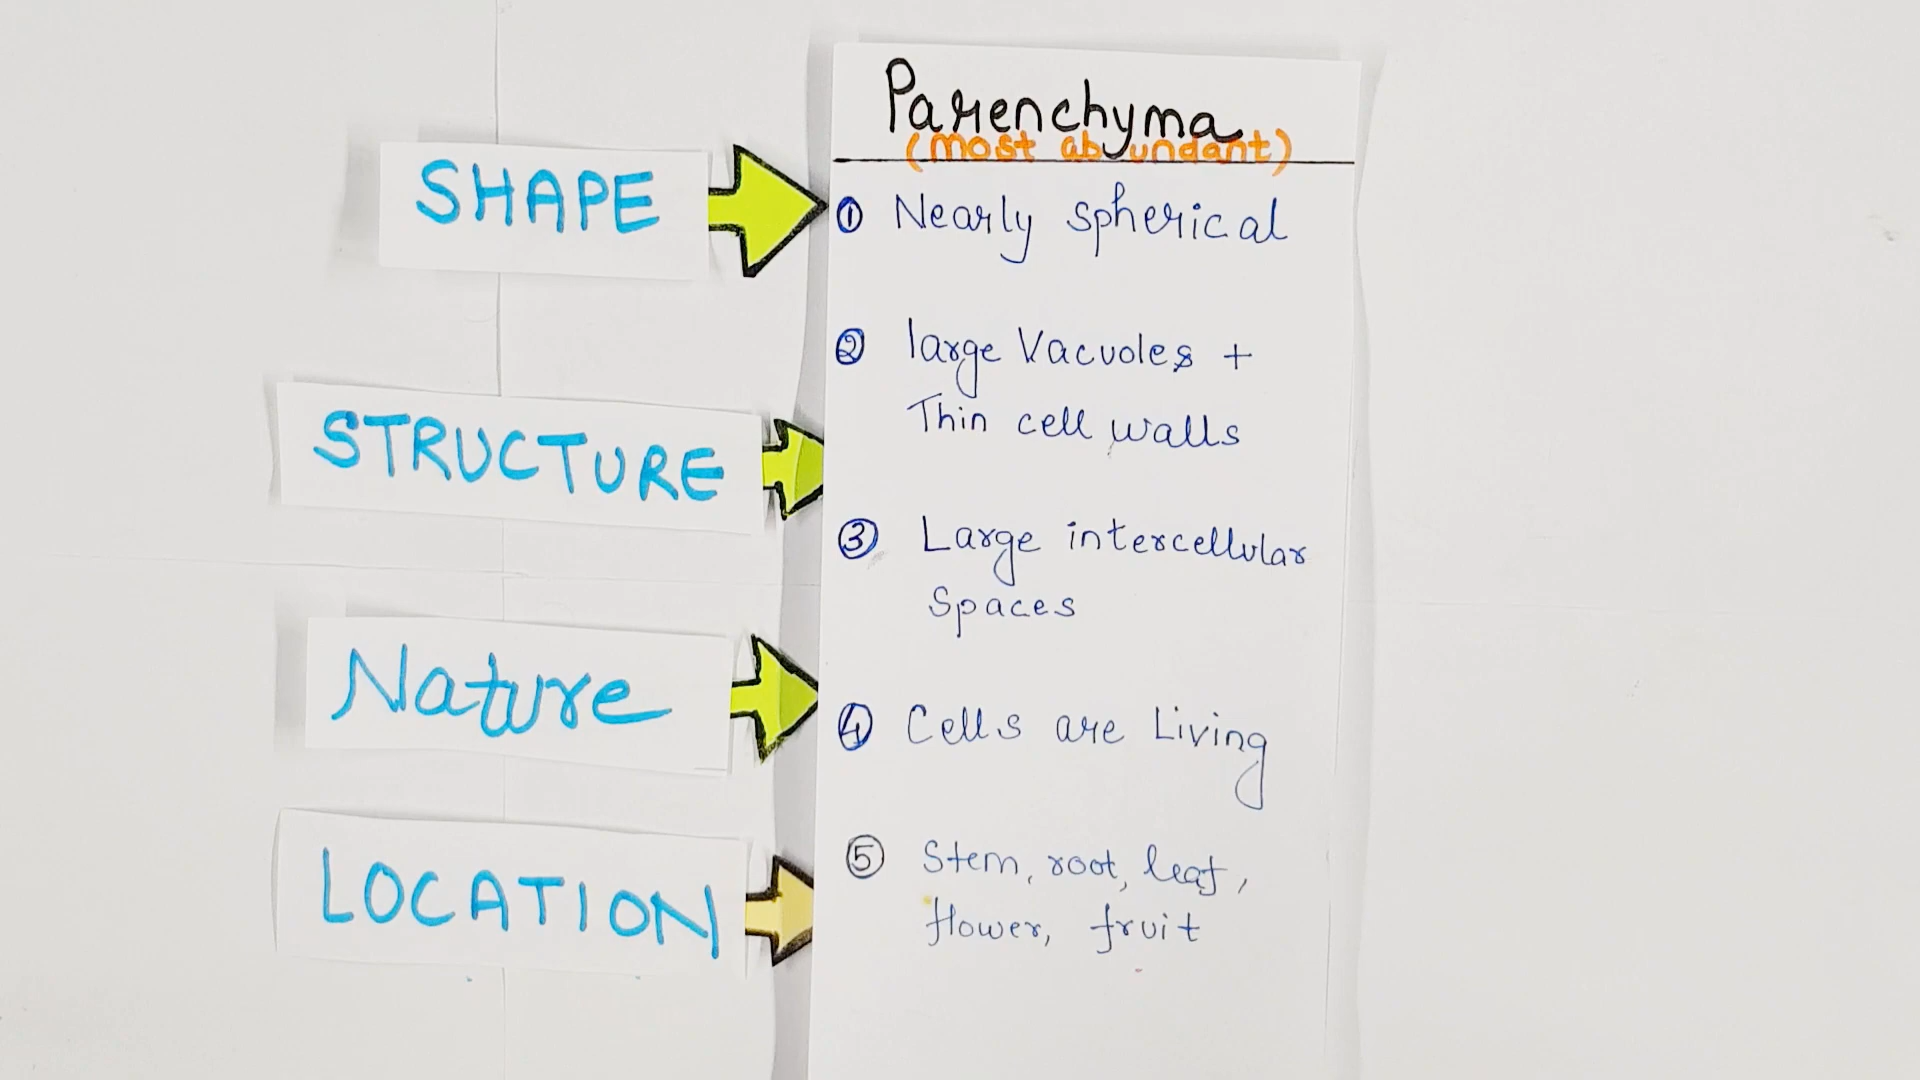 Parenchyma
(most abundant)
SHAPE
① Nearly spherical
② large Vacuoles +
Thin cell walls
STRUCTURE
③ Large intercellular
Spaces
Nature
④ Cells are Living
LOCATION
⑤ Stem, root, leaf,
flower, fruit